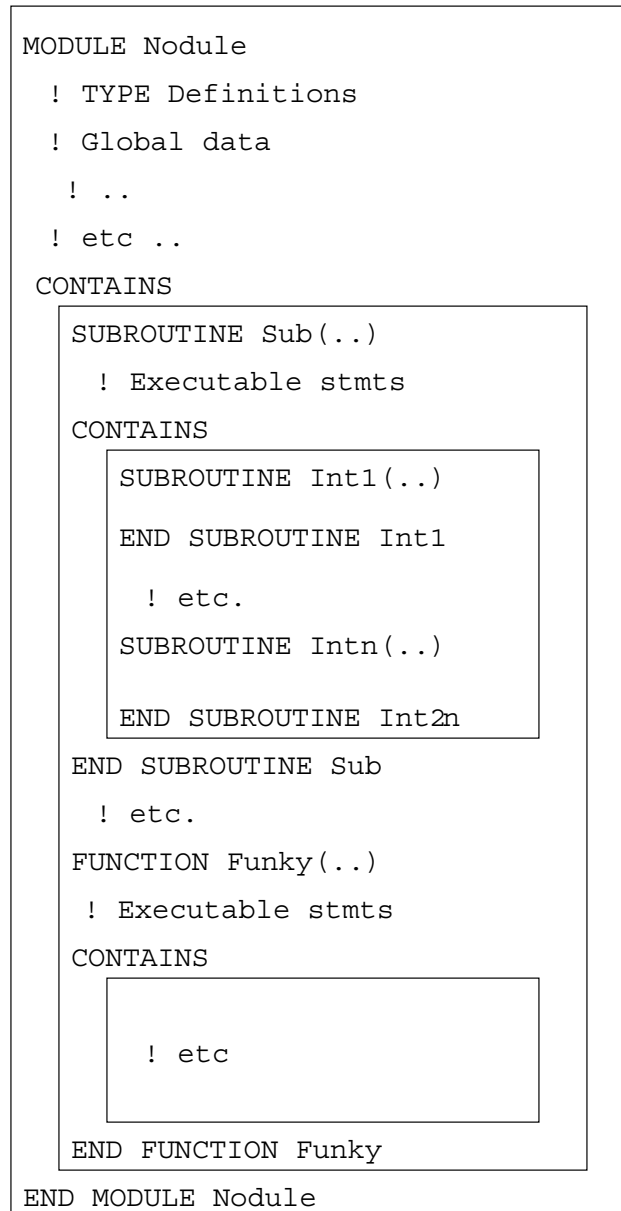 MODULE Nodule
! TYPE Definitions
! Global data
! ..
! etc ..
CONTAINS
SUBROUTINE Sub(..)
! Executable stmts
CONTAINS
SUBROUTINE Int1(..)
END SUBROUTINE Int1
! etc.
SUBROUTINE Intn(..)
END SUBROUTINE Int2n
END SUBROUTINE Sub
! etc.
FUNCTION Funky(..)
! Executable stmts
CONTAINS
! etc
END FUNCTION Funky
END MODULE Nodule